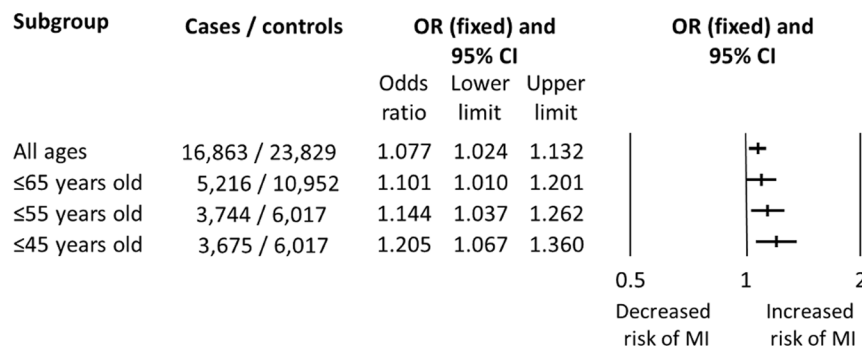 Subgroup Cases / controls OR (fixed) and 95% CI OR (fixed) and 95% CI
Odds ratio Lower limit Upper limit
All ages 16,863 / 23,829 1.077 1.024 1.132
≤65 years old 5,216 / 10,952 1.101 1.010 1.201
≤55 years old 3,744 / 6,017 1.144 1.037 1.262
≤45 years old 3,675 / 6,017 1.205 1.067 1.360
0.5 1 2
Decreased risk of MI Increased risk of MI